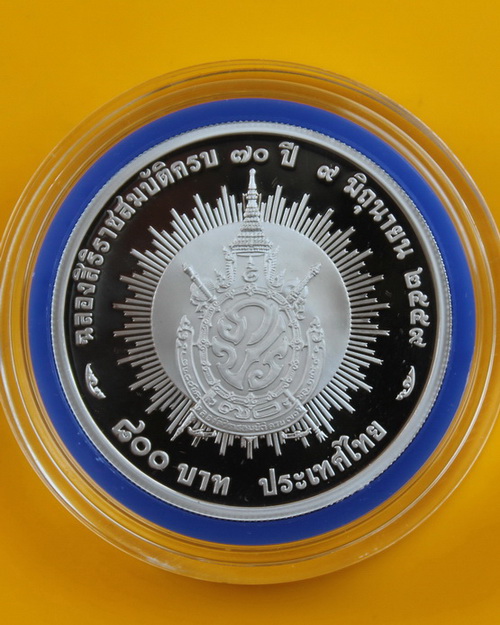 ฉลองสิริราชสมบัติครบ ๗๐ ปี ๙ มิถุนายน ๒๕๕๙
๘๐๐ บาท ประเทศไทย